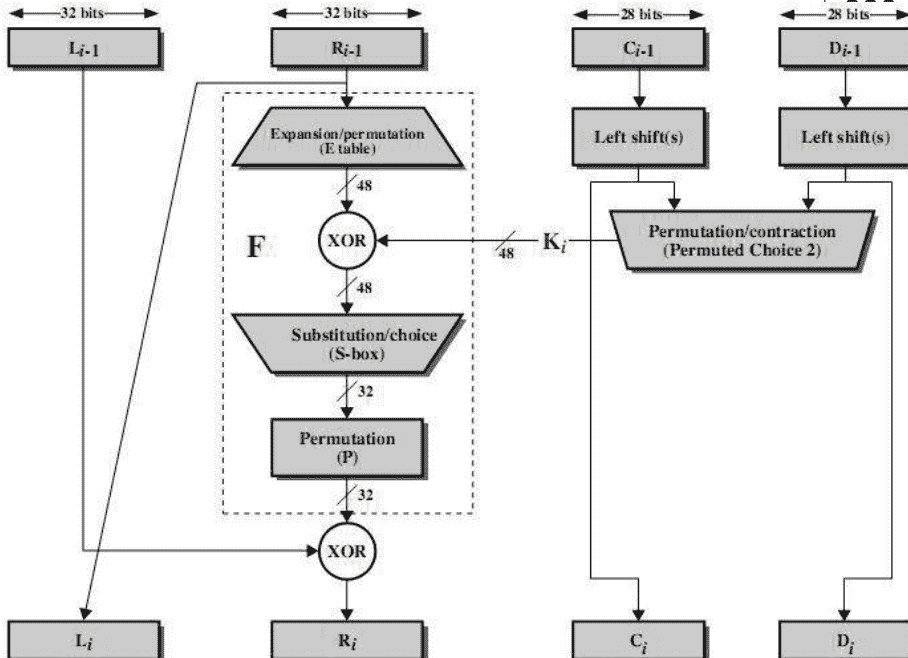 32 bits 32 bits 28 bits 28 bits
Li-1 Ri-1 Ci-1 Di-1
Expansion/permutation
(E table)
Left shift(s) Left shift(s)
48
F XOR 48 Ki
Permutation/contraction
(Permuted Choice 2)
48
Substitution/choice
(S-box)
32
Permutation
(P)
32
XOR
Li Ri Ci Di